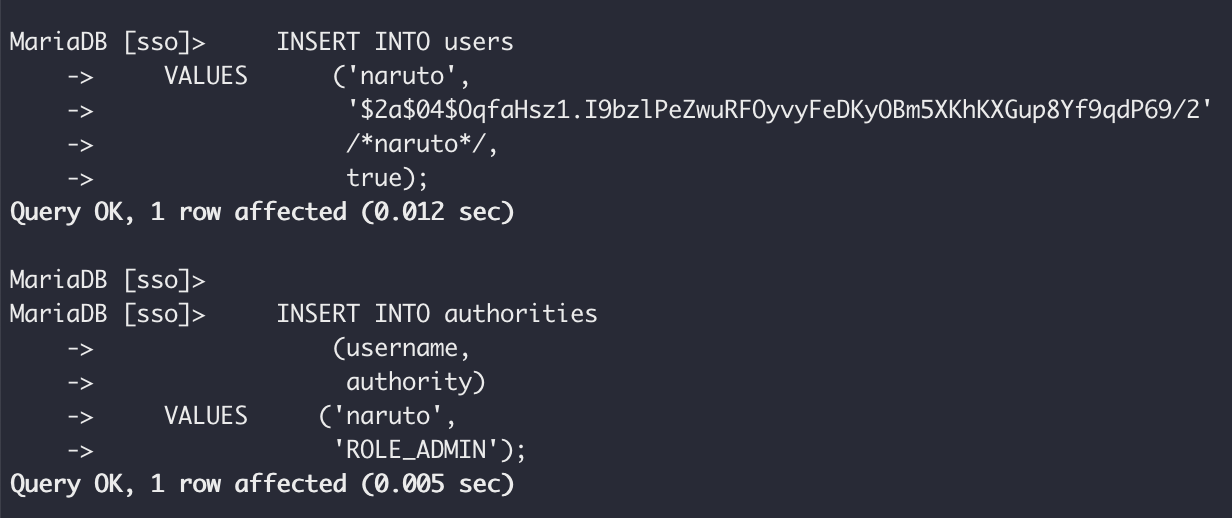 MariaDB [sso]>     INSERT INTO users
    ->     VALUES      ('naruto',
    ->                  '$2a$04$OqfaHsz1.I9bzlPeZwuRFOyvyFeDKyOBm5XKhKXGup8Yf9qdP69/2'
    ->                  /*naruto*/,
    ->                  true);
Query OK, 1 row affected (0.012 sec)
MariaDB [sso]>
MariaDB [sso]>     INSERT INTO authorities
    ->                 (username,
    ->                  authority)
    ->     VALUES     ('naruto',
    ->                 'ROLE_ADMIN');
Query OK, 1 row affected (0.005 sec)